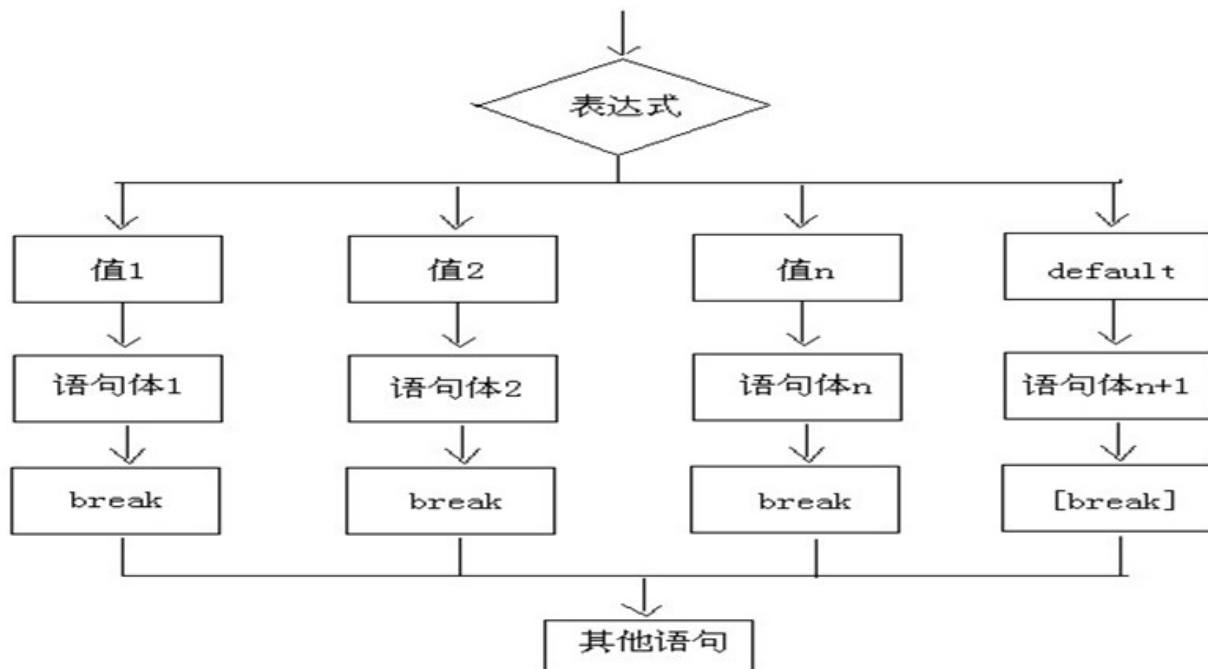 表达式
值1 值2 值n default
语句体1 语句体2 语句体n 语句体n+1
break break break [break]
其他语句